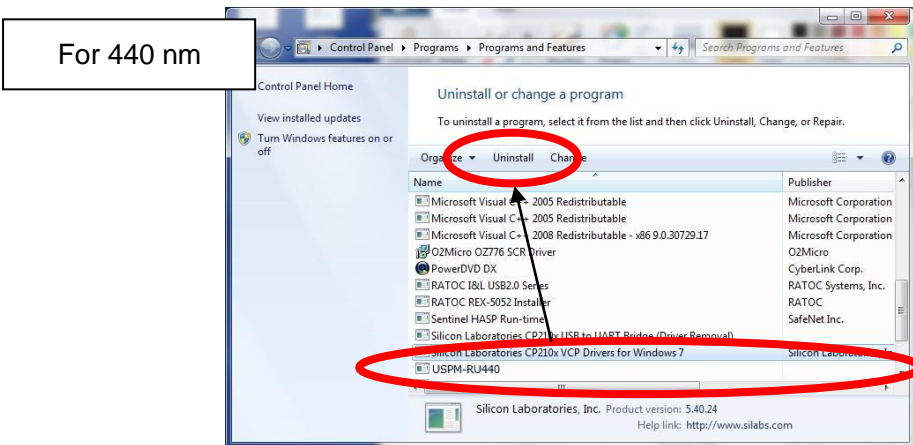 For 440 nm
Control Panel ▸ Programs ▸ Programs and Features
Search Programs and Features
Control Panel Home
View installed updates
Turn Windows features on or
off
Uninstall or change a program
To uninstall a program, select it from the list and then click Uninstall, Change, or Repair.
Organize Uninstall Change
Name Publisher
Microsoft Visual C++ 2005 Redistributable Microsoft Corporation
Microsoft Visual C++ 2005 Redistributable Microsoft Corporation
Microsoft Visual C++ 2008 Redistributable - x86 9.0.30729.17 Microsoft Corporation
O2Micro OZ776 SCR Driver O2Micro
PowerDVD DX CyberLink Corp.
RATOC I&L USB2.0 Series RATOC Systems, Inc.
RATOC REX-5052 Installer RATOC
Sentinel HASP Run-time SafeNet Inc.
Silicon Laboratories CP210x USB to UART Bridge (Driver Removal)
Silicon Laboratories CP210x VCP Drivers for Windows 7 Silicon Laboratories
USPM-RU440
Silicon Laboratories, Inc. Product version: 5.40.24
Help link: http://www.silabs.com